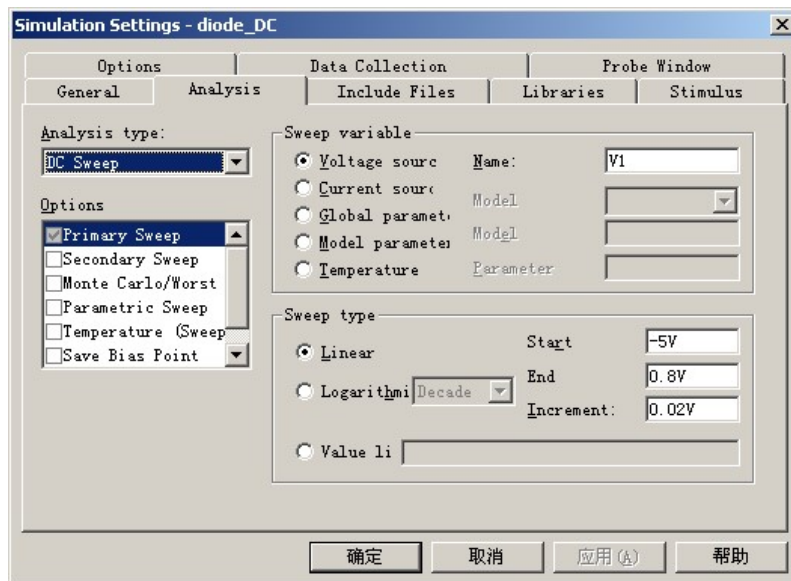 Simulation Settings - diode_DC
Options Data Collection Probe Window
General Analysis Include Files Libraries Stimulus
Analysis type:
DC Sweep
Options
Primary Sweep
Secondary Sweep
Monte Carlo/Worst
Parametric Sweep
Temperature (Sweep
Save Bias Point
Sweep variable
Voltage sourc Name: V1
Current sourc Model
Global paramet
Model parameter Model
Temperature Parameter
Sweep type
Linear
Start -5V
End 0.8V
Logarithmi Decade
Increment: 0.02V
Value li
确定 取消 应用(A) 帮助